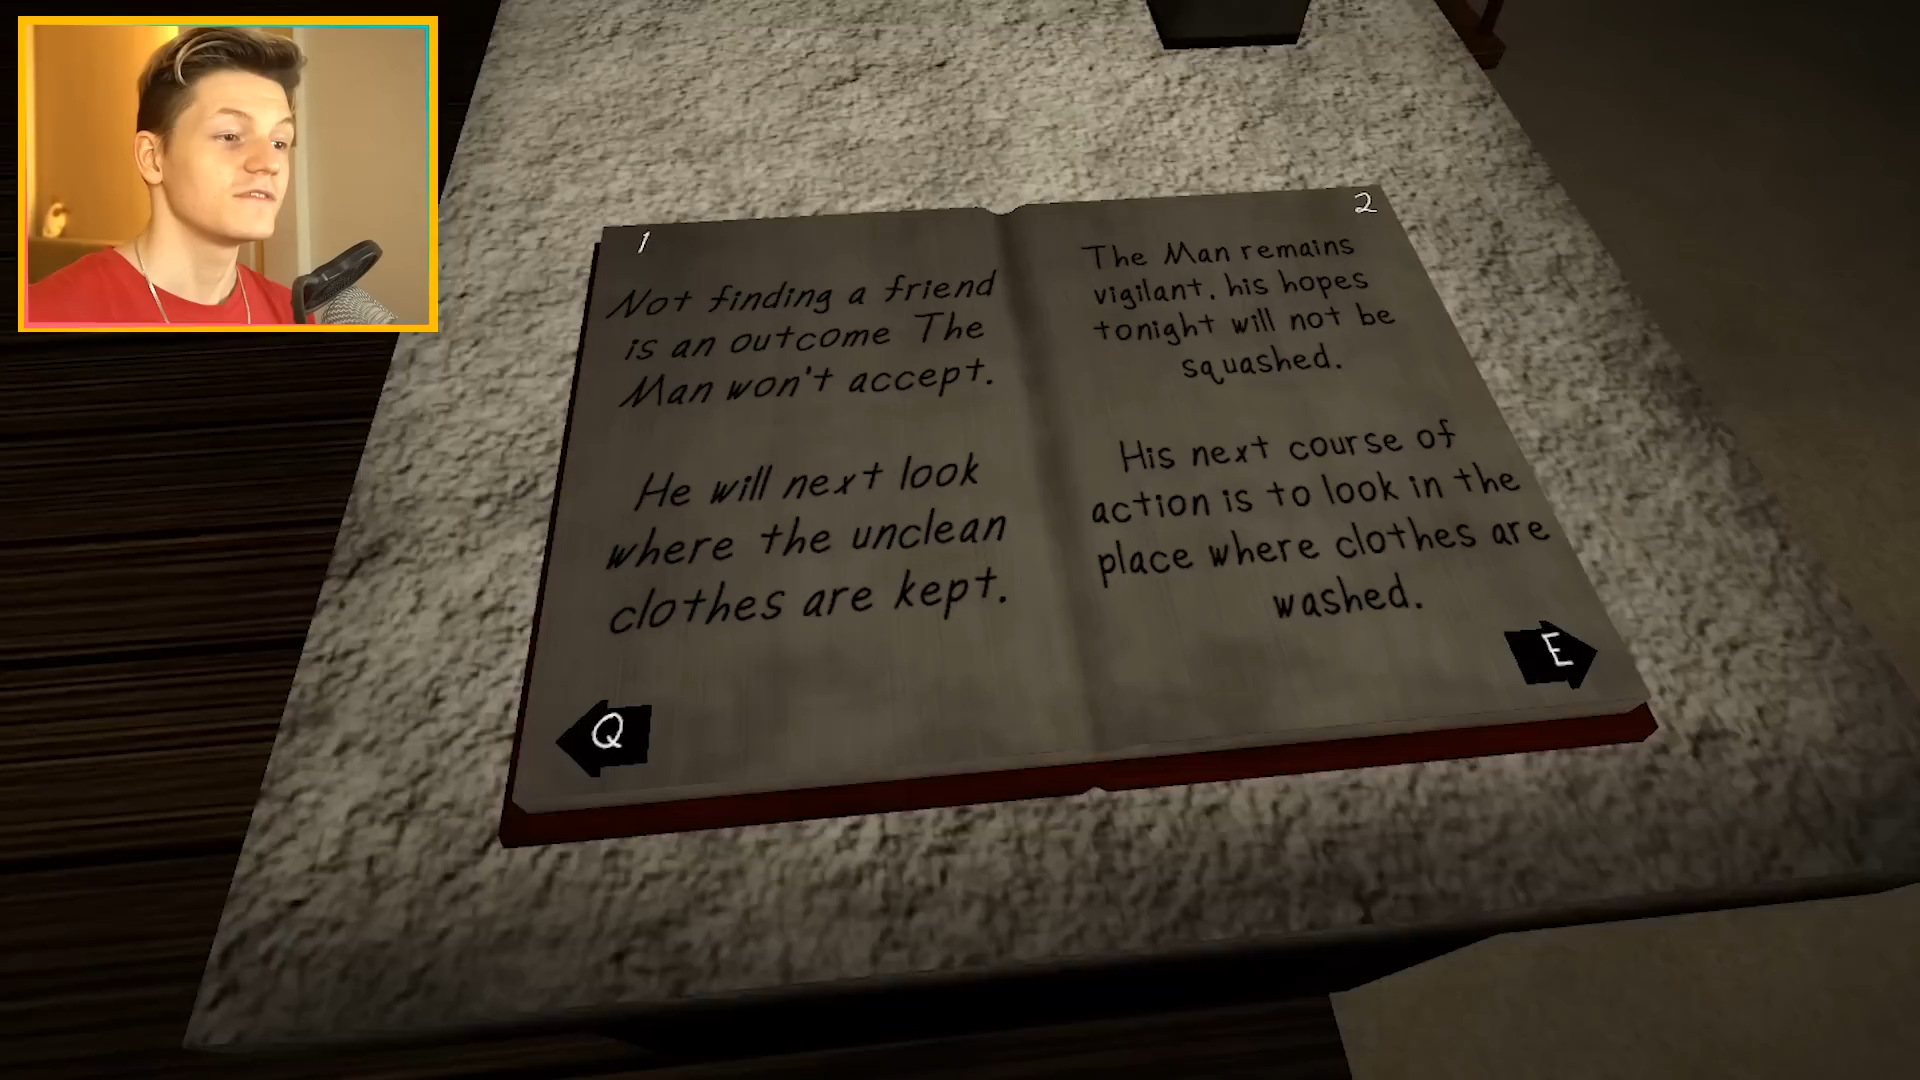 1
Not finding a friend
is an outcome The
Man won't accept.
He will next look
where the unclean
clothes are kept.
Q
2
The Man remains
vigilant, his hopes
tonight will not be
squashed.
His next course of
action is to look in the
place where clothes are
washed.
E